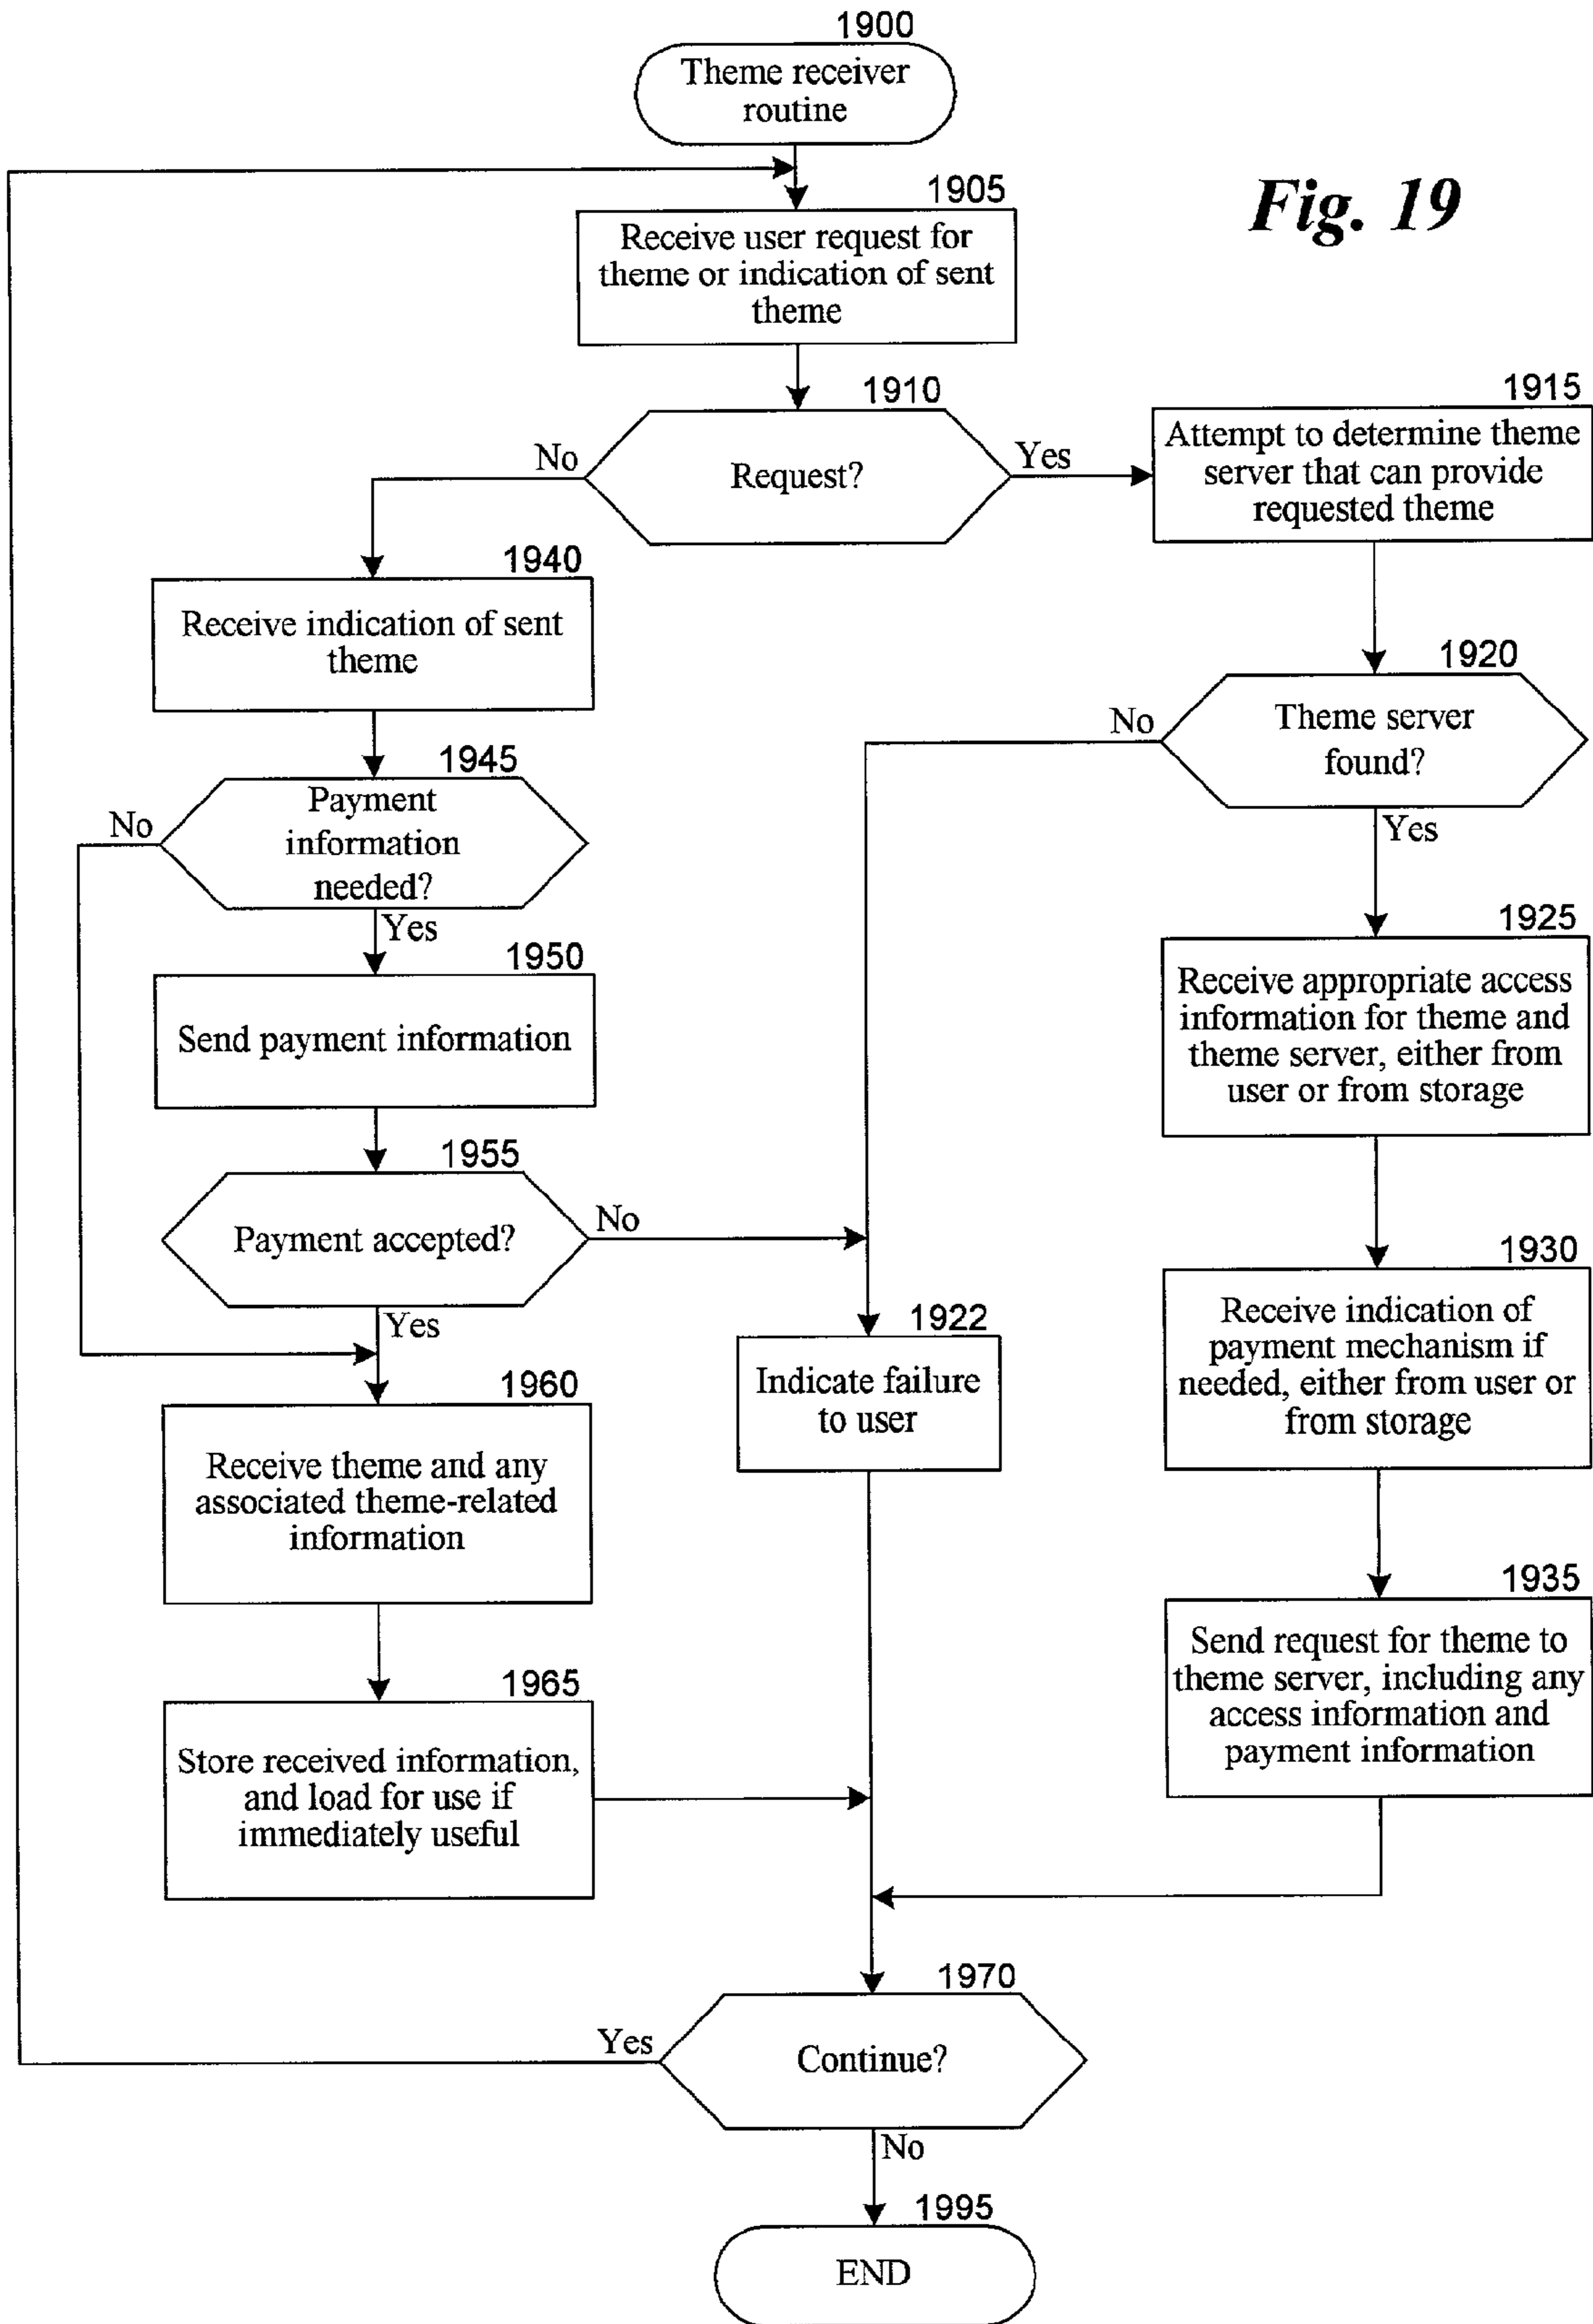 1900
Theme receiver
routine
Fig. 19
1905
Receive user request for
theme or indication of sent
theme
1910
Request?
No
Yes
1915
Attempt to determine theme
server that can provide
requested theme
1940
Receive indication of sent
theme
1920
Theme server
found?
No
Yes
1945
Payment
information
needed?
No
Yes
1925
Receive appropriate access
information for theme and
theme server, either from
user or from storage
1950
Send payment information
1955
Payment accepted?
No
Yes
1930
Receive indication of
payment mechanism if
needed, either from user or
from storage
1922
Indicate failure
to user
1960
Receive theme and any
associated theme-related
information
1935
Send request for theme to
theme server, including any
access information and
payment information
1965
Store received information,
and load for use if
immediately useful
1970
Continue?
Yes
No
1995
END